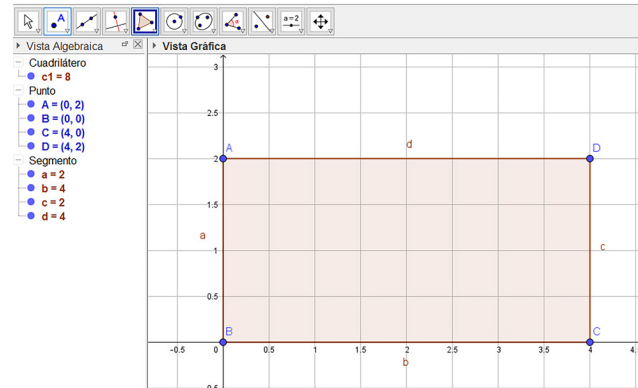 a=2
Vista Algebraica
Vista Gráfica
Cuadrilátero
c1 = 8
Punto
A = (0, 2)
B = (0, 0)
C = (4, 0)
D = (4, 2)
Segmento
a = 2
b = 4
c = 2
d = 4
3
2.5
2
1.5
1
0.5
A
d
D
a
c
B
C
-0.5
0
0.5
1
1.5
2
2.5
3
3.5
4
4.
b